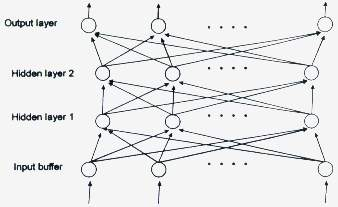 Output layer
Hidden layer 2
Hidden layer 1
Input buffer